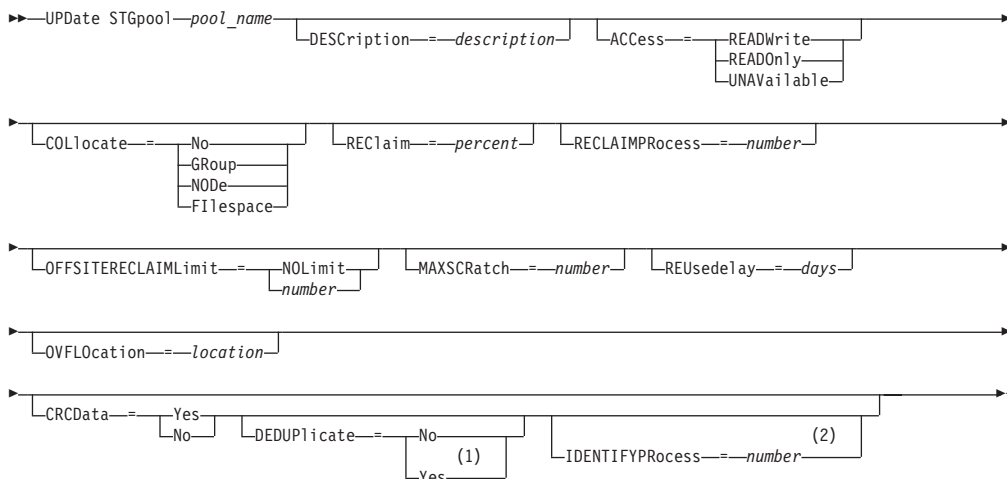 UPDate STGpool pool_name
DESCription = description
ACCess = READWrite
READOnly
UNAVailable
COLlocate = No
GRoup
NODe
FIlespace
REClaim = percent
RECLAIMPRocess = number
OFFSITERECLAIMLimit = NOLimit
number
MAXSCRatch = number
REUsedelay = days
OVFLOcation = location
CRCData = Yes
No
DEDUPlicate = No
(1)
Yes
(2)
IDENTIFYPRocess = number